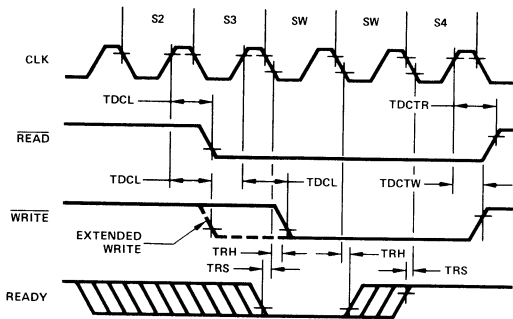 S2 S3 SW SW S4
CLK
TDCL TDCTR
READ
TDCL TDCL TDCTW
WRITE
EXTENDED
WRITE
TRH TRH
TRS TRS
READY